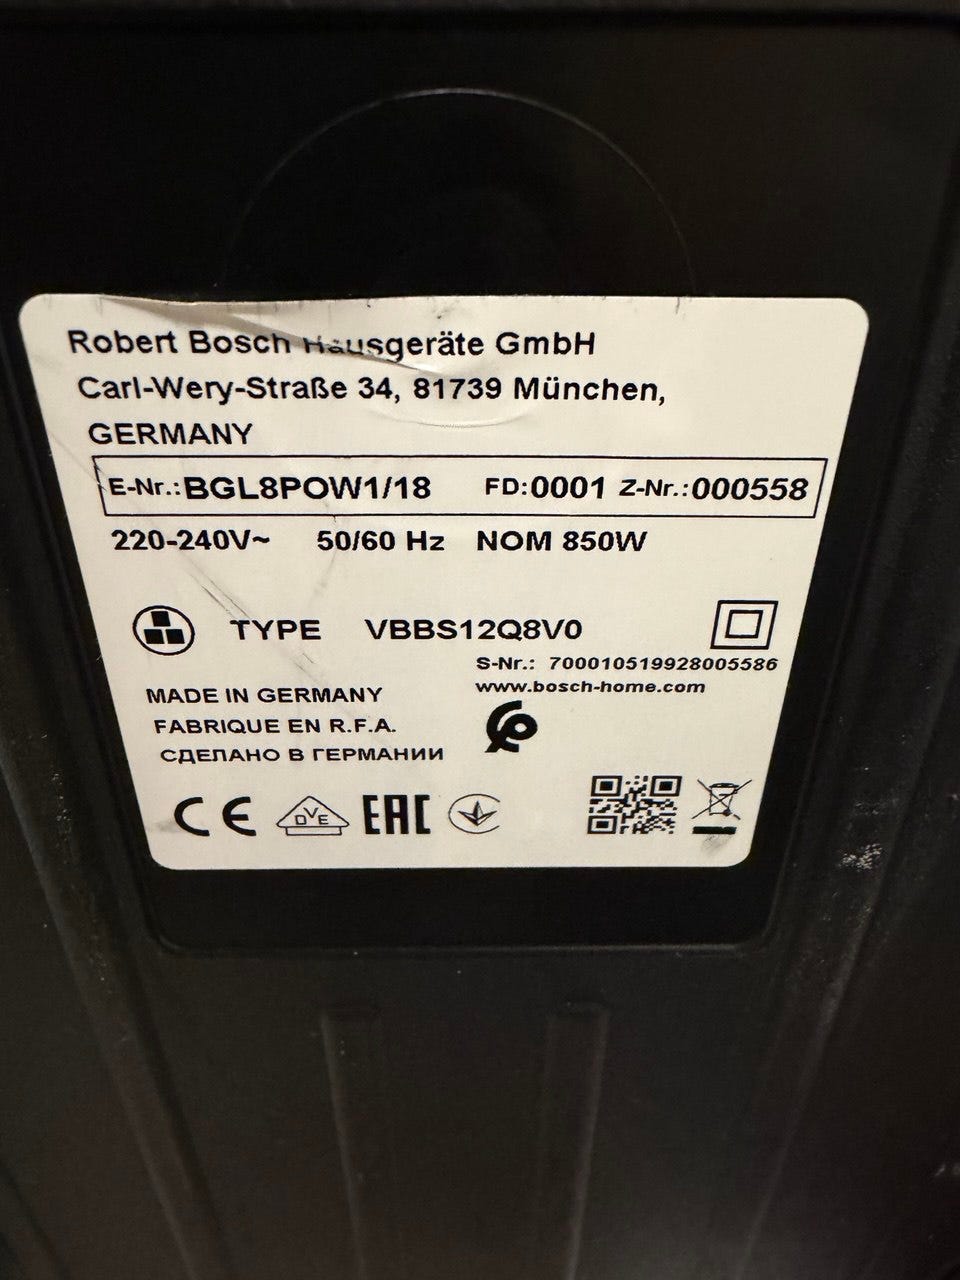 Robert Bosch Hausgeräte GmbH
Carl-Wery-Straße 34, 81739 München,
GERMANY
E-Nr.:BGL8POW1/18 FD:0001 Z-Nr.:000558
220-240V~ 50/60 Hz NOM 850W
TYPE VBBS12Q8V0
S-Nr.: 700010519928005586
www.bosch-home.com
MADE IN GERMANY
FABRIQUE EN R.F.A.
СДЕЛАНО В ГЕРМАНИИ
CE DVE EAC